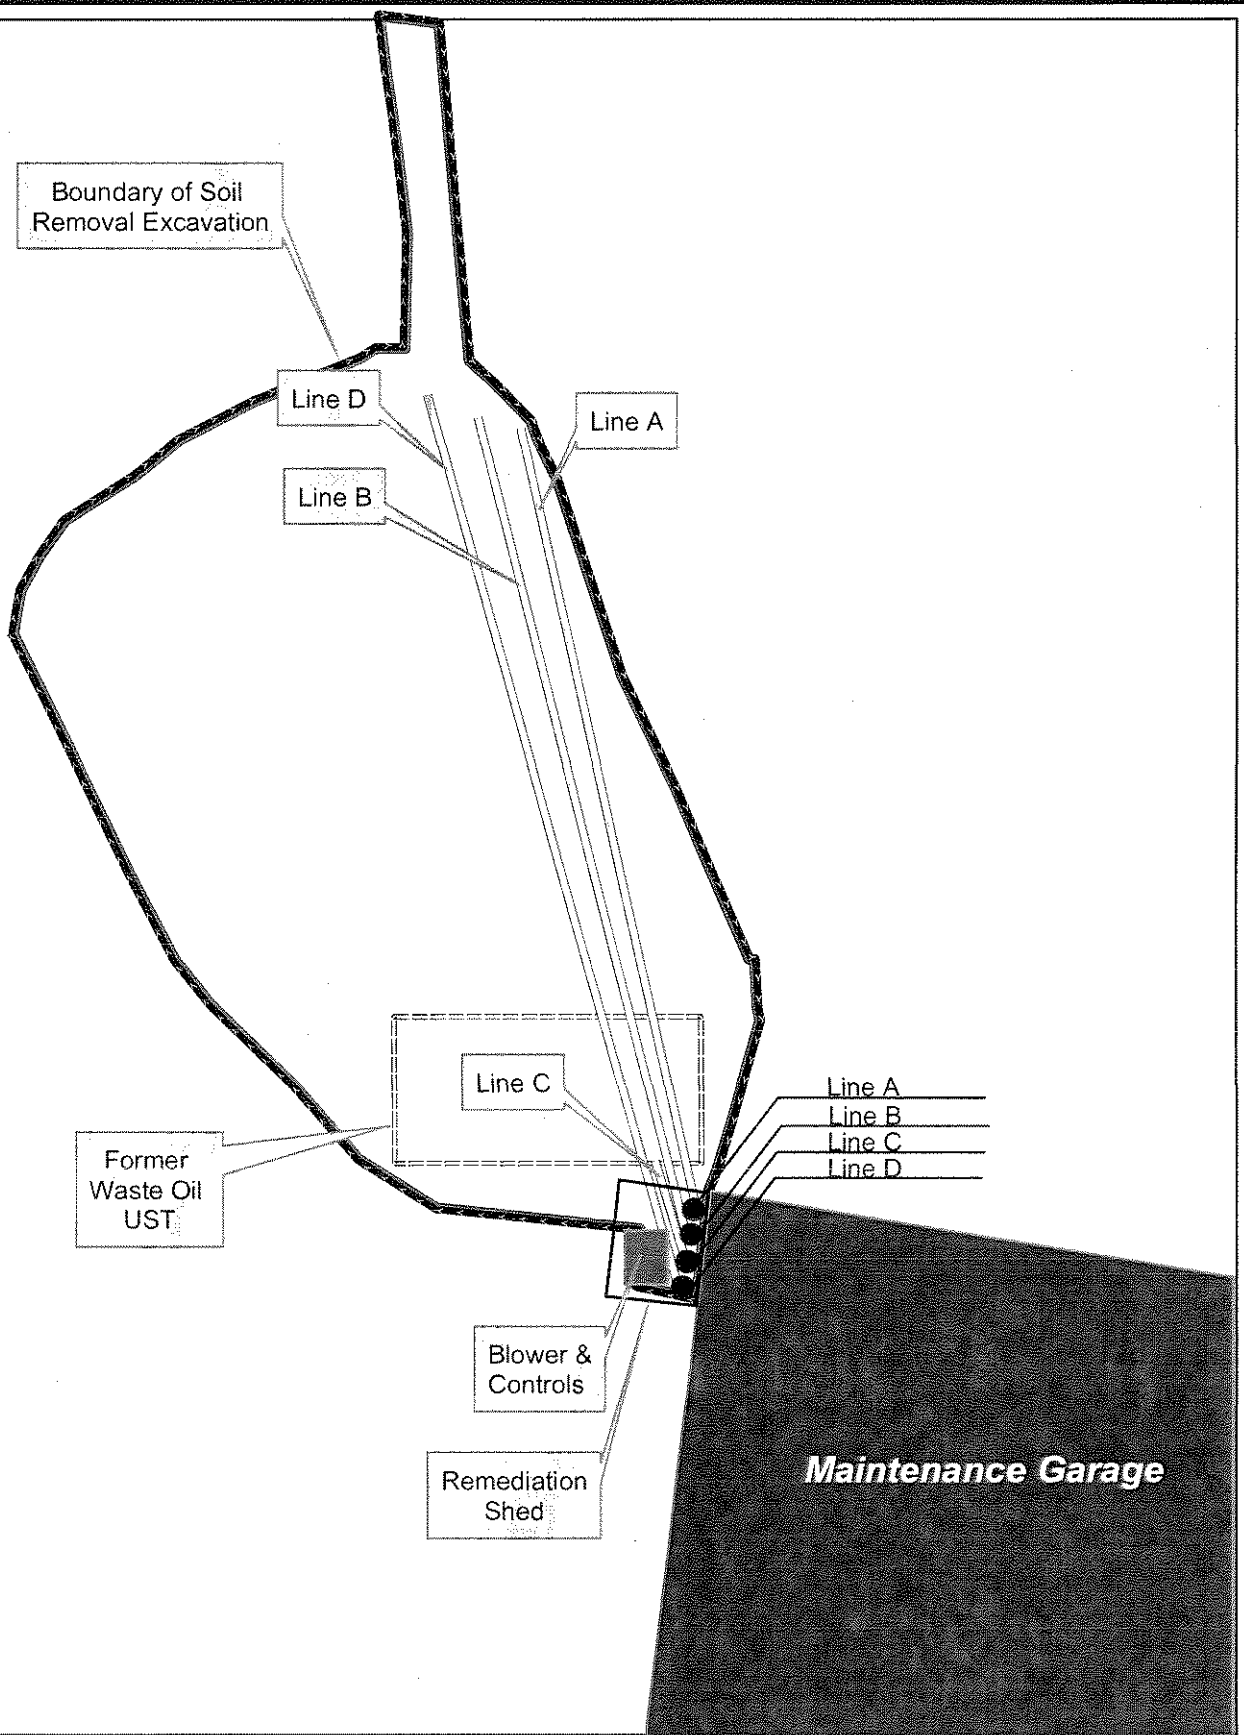 Boundary of Soil
Removal Excavation
Line D
Line A
Line B
Line C
Line A
Line B
Line C
Line D
Former
Waste Oil
UST
Blower &
Controls
Remediation
Shed
Maintenance Garage